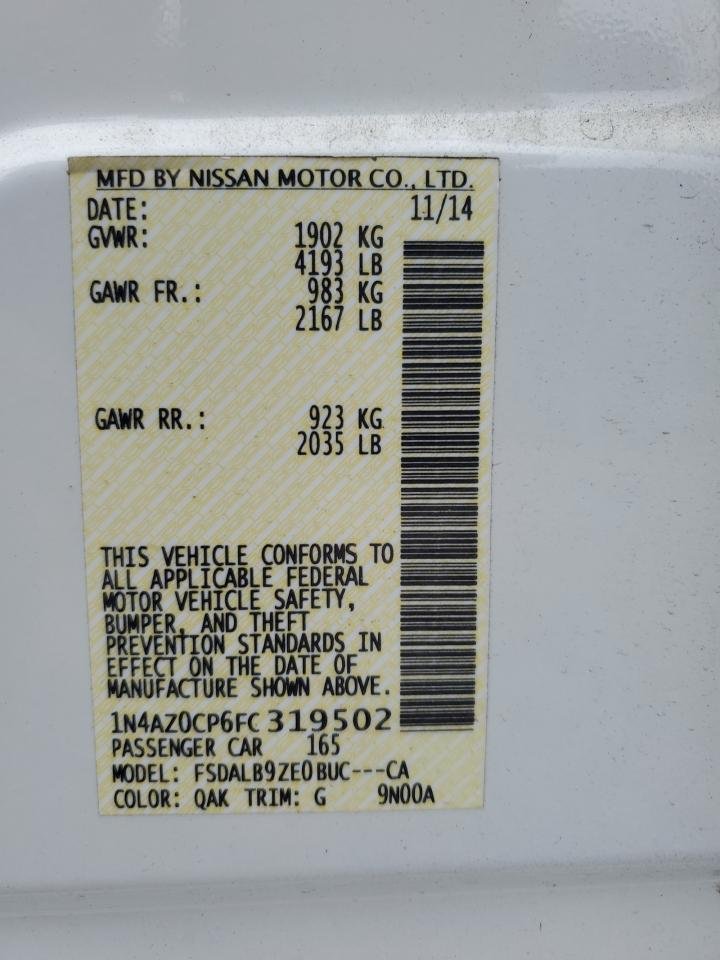 MFD BY NISSAN MOTOR CO., LTD.
DATE: 11/14
GVWR: 1902 KG
4193 LB
GAWR FR.: 983 KG
2167 LB
GAWR RR.: 923 KG
2035 LB
THIS VEHICLE CONFORMS TO
ALL APPLICABLE FEDERAL
MOTOR VEHICLE SAFETY,
BUMPER, AND THEFT
PREVENTION STANDARDS IN
EFFECT ON THE DATE OF
MANUFACTURE SHOWN ABOVE.
1N4AZ0CP6FC319502
PASSENGER CAR 165
MODEL: FSDALB9ZE0BUC---CA
COLOR: QAK TRIM: G 9N00A